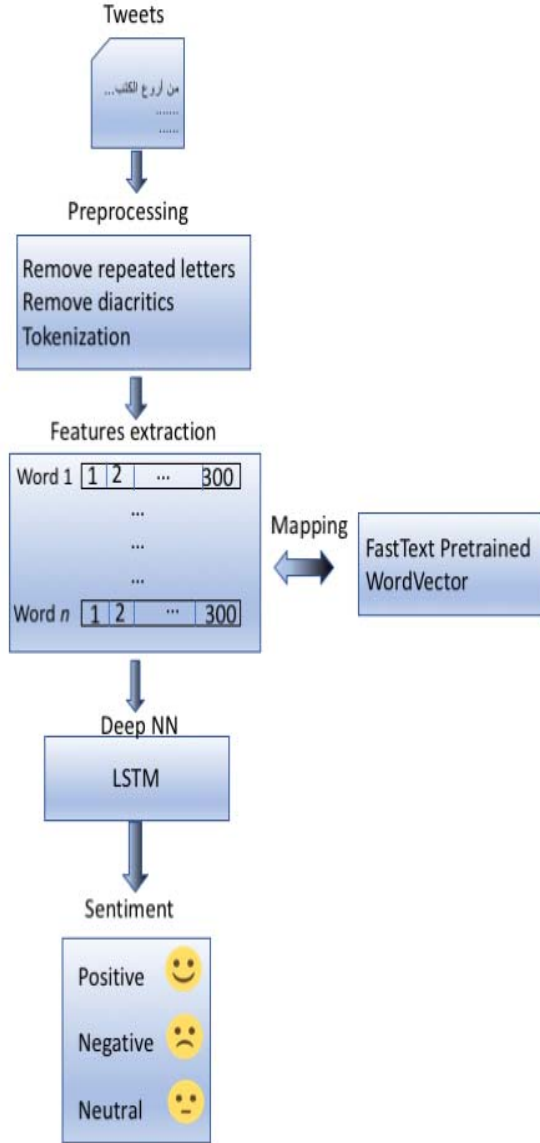 Tweets
من أروع الكتب...
.......
......
Preprocessing
Remove repeated letters
Remove diacritics
Tokenization
Features extraction
Word 1 1 2 ... 300
...
...
...
Word n 1 2 ... 300
Mapping
FastText Pretrained
WordVector
Deep NN
LSTM
Sentiment
Positive
Negative
Neutral